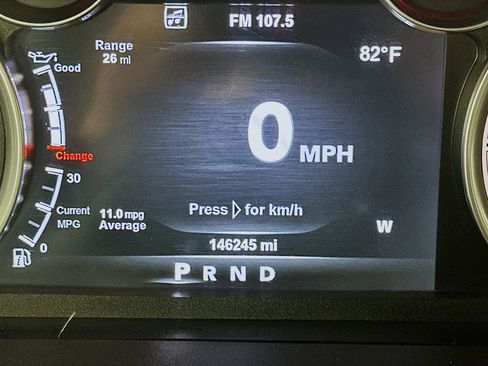 FM 107.5
Range
26 mi
82°F
Good
0 MPH
Change
30
Current
MPG
11.0 mpg
Average
0
Press ▷ for km/h
W
146245 mi
P R N D